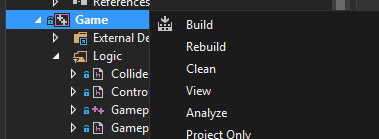 References
Game
External De
Logic
Collide
Contro
Gamep
Gamep
Build
Rebuild
Clean
View
Analyze
Project Only